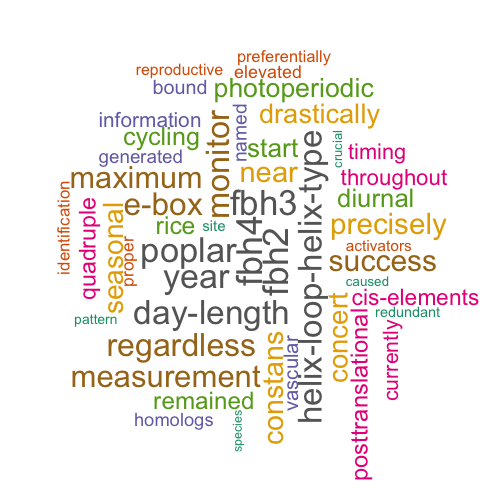 preferentially
reproductive elevated
bound photoperiodic
information named drastically
cycling start crucial timing
generated near
maximum monitor throughout
identification e-box fbh3 helix-loop-helix-type diurnal
quadruple seasonal rice site precisely
proper poplar fbh4 fbh2 activators
year success
caused
day-length concert cis-elements
pattern redundant
regardless constans vascular posttranslational currently
measurement
remained
homologs species